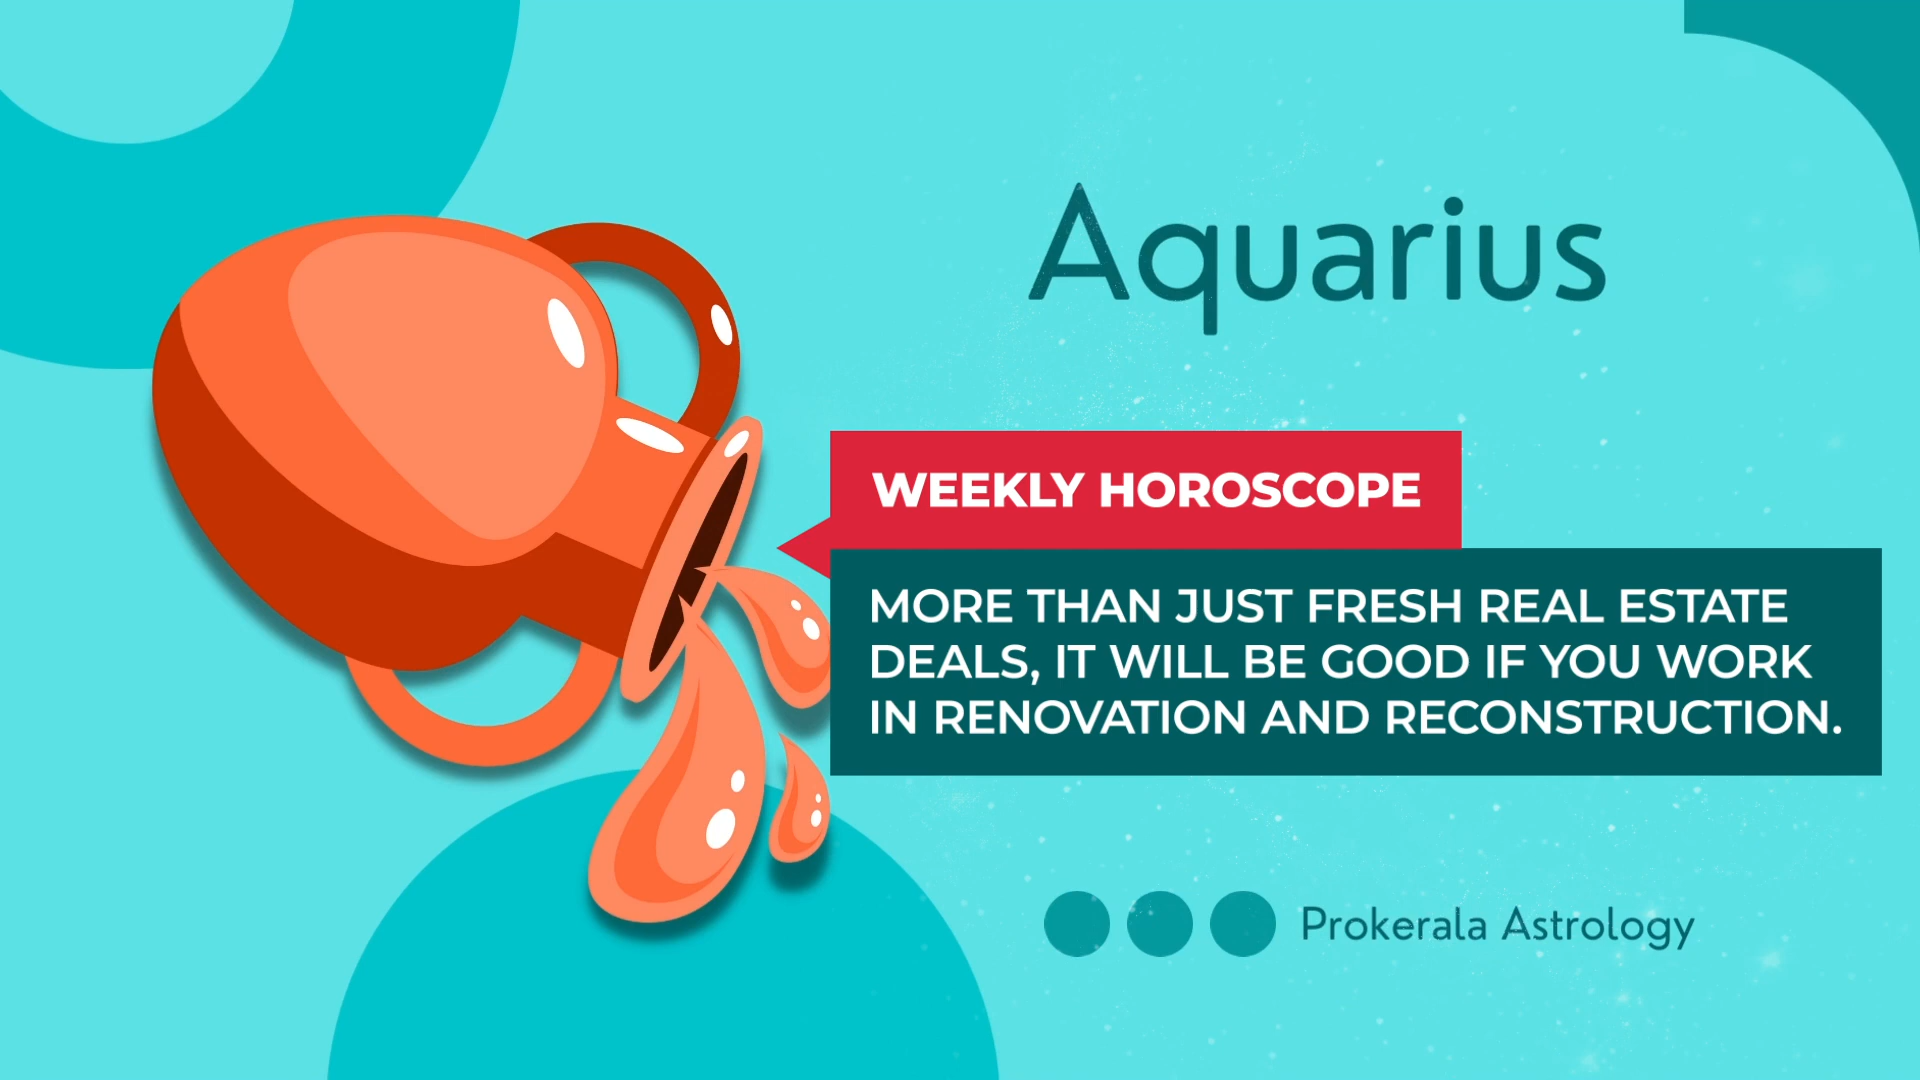 Aquarius
WEEKLY HOROSCOPE
MORE THAN JUST FRESH REAL ESTATE
DEALS, IT WILL BE GOOD IF YOU WORK
IN RENOVATION AND RECONSTRUCTION.
Prokerala Astrology